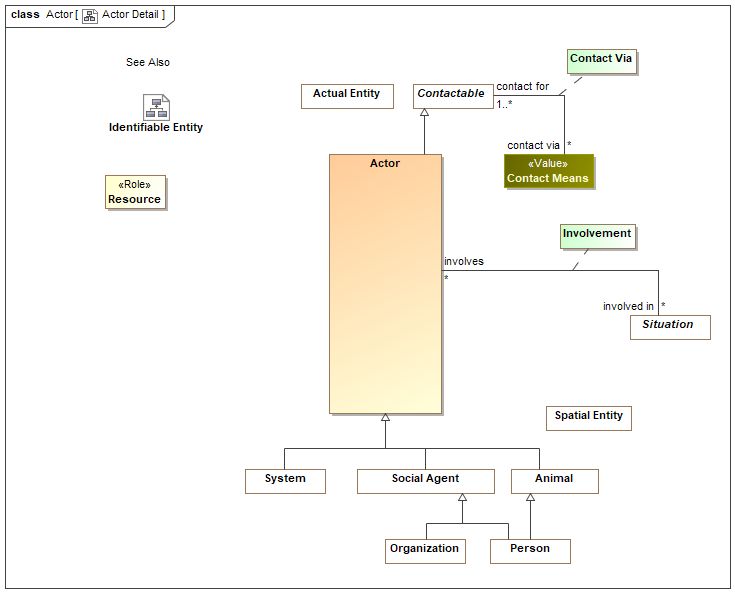 class Actor [ Actor Detail ]
See Also
Identifiable Entity
«Role»
Resource
Actual Entity
Contactable
contact for
1..*
Contact Via
contact via *
«Value»
Contact Means
Actor
Involvement
involves
*
involved in *
Situation
Spatial Entity
System
Social Agent
Animal
Organization
Person